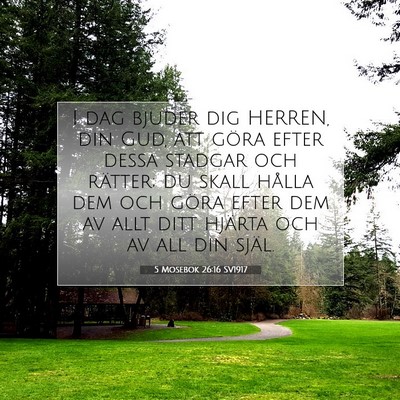 I DAG BJUDER DIG HERREN,
DIN GUD, ATT GÖRA EFTER
DESSA STADGAR OCH
RÄTTER; DU SKALL HÅLLA
DEM OCH GÖRA EFTER DEM
AV ALLT DITT HJÄRTA OCH
AV ALL DIN SJÄL.
5 MOSEBOK 26:16 SV1917